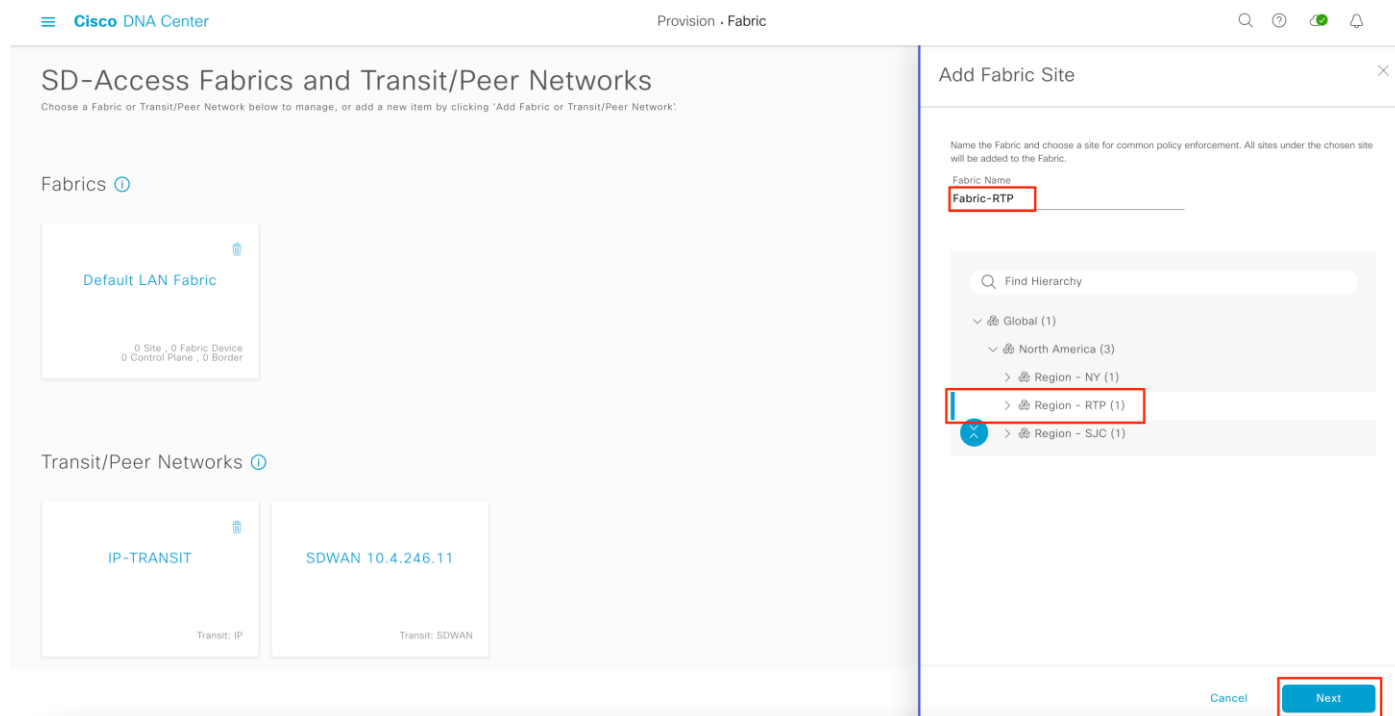 Cisco DNA Center
Provision · Fabric
SD-Access Fabrics and Transit/Peer Networks
Choose a Fabric or Transit/Peer Network below to manage, or add a new item by clicking 'Add Fabric or Transit/Peer Network'.
Fabrics
Default LAN Fabric
0 Site , 0 Fabric Device
0 Control Plane , 0 Border
Transit/Peer Networks
IP-TRANSIT
Transit: IP
SDWAN 10.4.246.11
Transit: SDWAN
Add Fabric Site
Name the Fabric and choose a site for common policy enforcement. All sites under the chosen site
will be added to the Fabric.
Fabric Name
Fabric-RTP
Find Hierarchy
Global (1)
North America (3)
Region - NY (1)
Region - RTP (1)
Region - SJC (1)
Cancel
Next